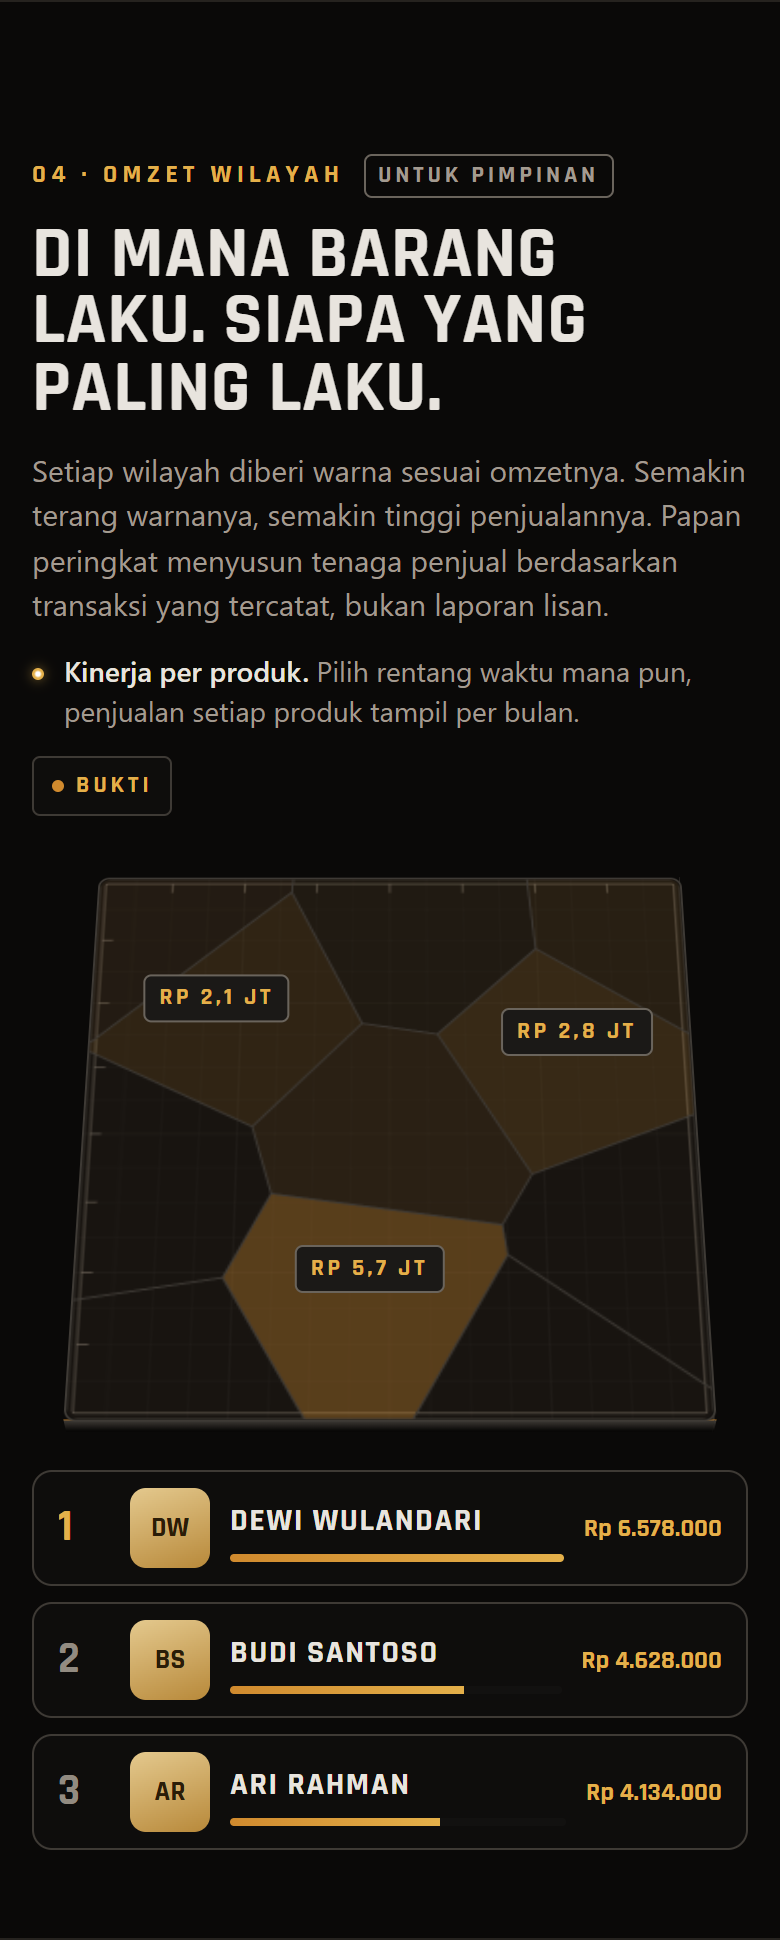 04 · OMZET WILAYAH
UNTUK PIMPINAN
DI MANA BARANG
LAKU. SIAPA YANG
PALING LAKU.
Setiap wilayah diberi warna sesuai omzetnya. Semakin
terang warnanya, semakin tinggi penjualannya. Papan
peringkat menyusun tenaga penjual berdasarkan
transaksi yang tercatat, bukan laporan lisan.
Kinerja per produk. Pilih rentang waktu mana pun,
penjualan setiap produk tampil per bulan.
BUKTI
RP 2,1 JT
RP 2,8 JT
RP 5,7 JT
1 DW DEWI WULANDARI Rp 6.578.000
2 BS BUDI SANTOSO Rp 4.628.000
3 AR ARI RAHMAN Rp 4.134.000